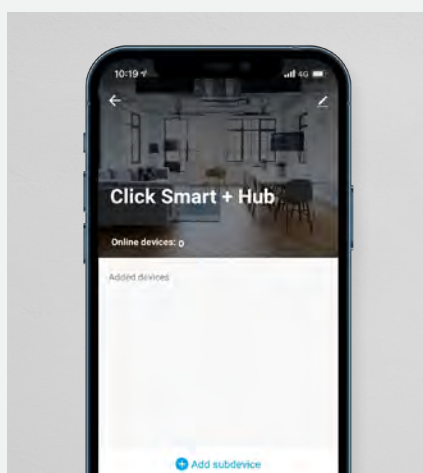 10:19
4G
Click Smart + Hub
Online devices: 0
Added devices
Add subdevice